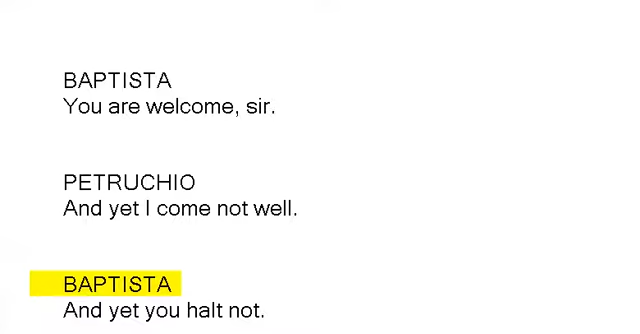 BAPTISTA
You are welcome, sir.
PETRUCHIO
And yet I come not well.
BAPTISTA
And yet you halt not.